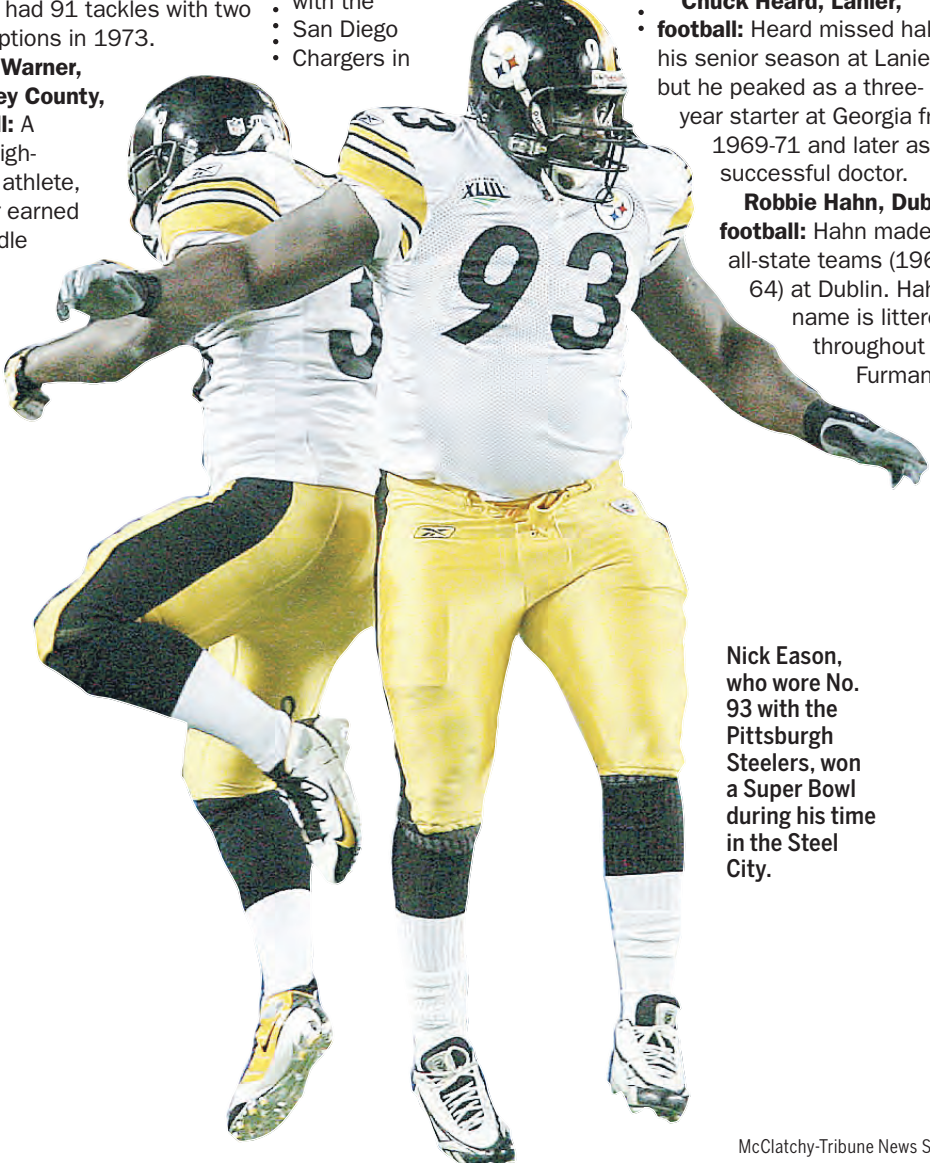 had 91 tackles with two
ptions in 1973.
Warner,
ey County,
ll: A
igh-
athlete,
earned
dle
with the
San Diego
Chargers in
Chuck Heard, Lanier,
football: Heard missed hal
his senior season at Lanie
but he peaked as a three-
year starter at Georgia fr
1969-71 and later as
successful doctor.
Robbie Hahn, Dub
football: Hahn made
all-state teams (196
64) at Dublin. Hah
name is littere
throughout
Furman
XLIII
93
3
93
Nick Eason,
who wore No.
93 with the
Pittsburgh
Steelers, won
a Super Bowl
during his time
in the Steel
City.
McClatchy-Tribune News S